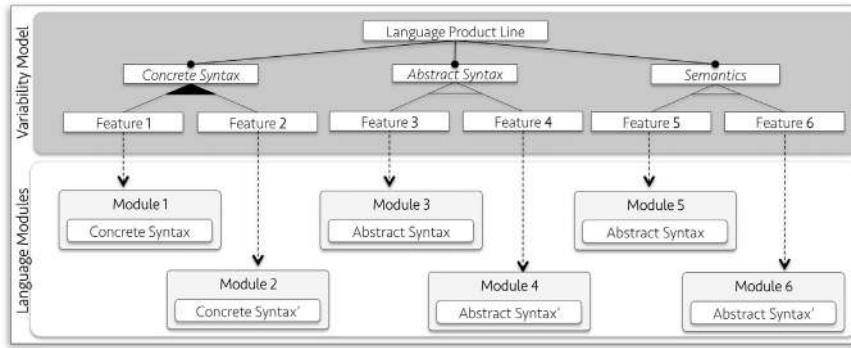 Variability Model
Language Product Line
Concrete Syntax
Abstract Syntax
Semantics
Feature 1
Feature 2
Feature 3
Feature 4
Feature 5
Feature 6
Language Modules
Module 1
Concrete Syntax
Module 3
Abstract Syntax
Module 5
Abstract Syntax
Module 2
Concrete Syntax'
Module 4
Abstract Syntax'
Module 6
Abstract Syntax'